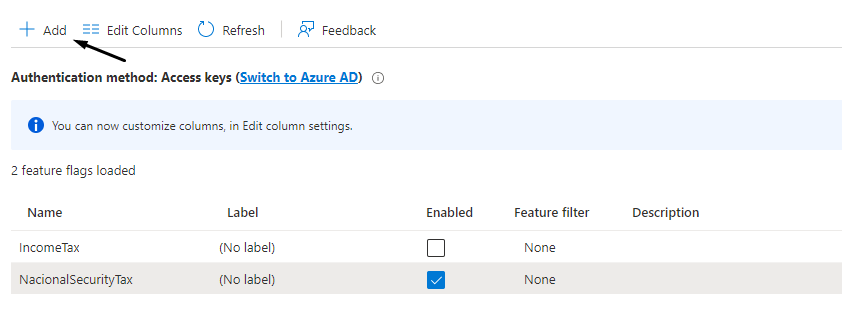 Add Edit Columns Refresh Feedback
Authentication method: Access keys (Switch to Azure AD)
You can now customize columns, in Edit column settings.
2 feature flags loaded
Name Label Enabled Feature filter Description
IncomeTax (No label) None
NacionalSecurityTax (No label) None